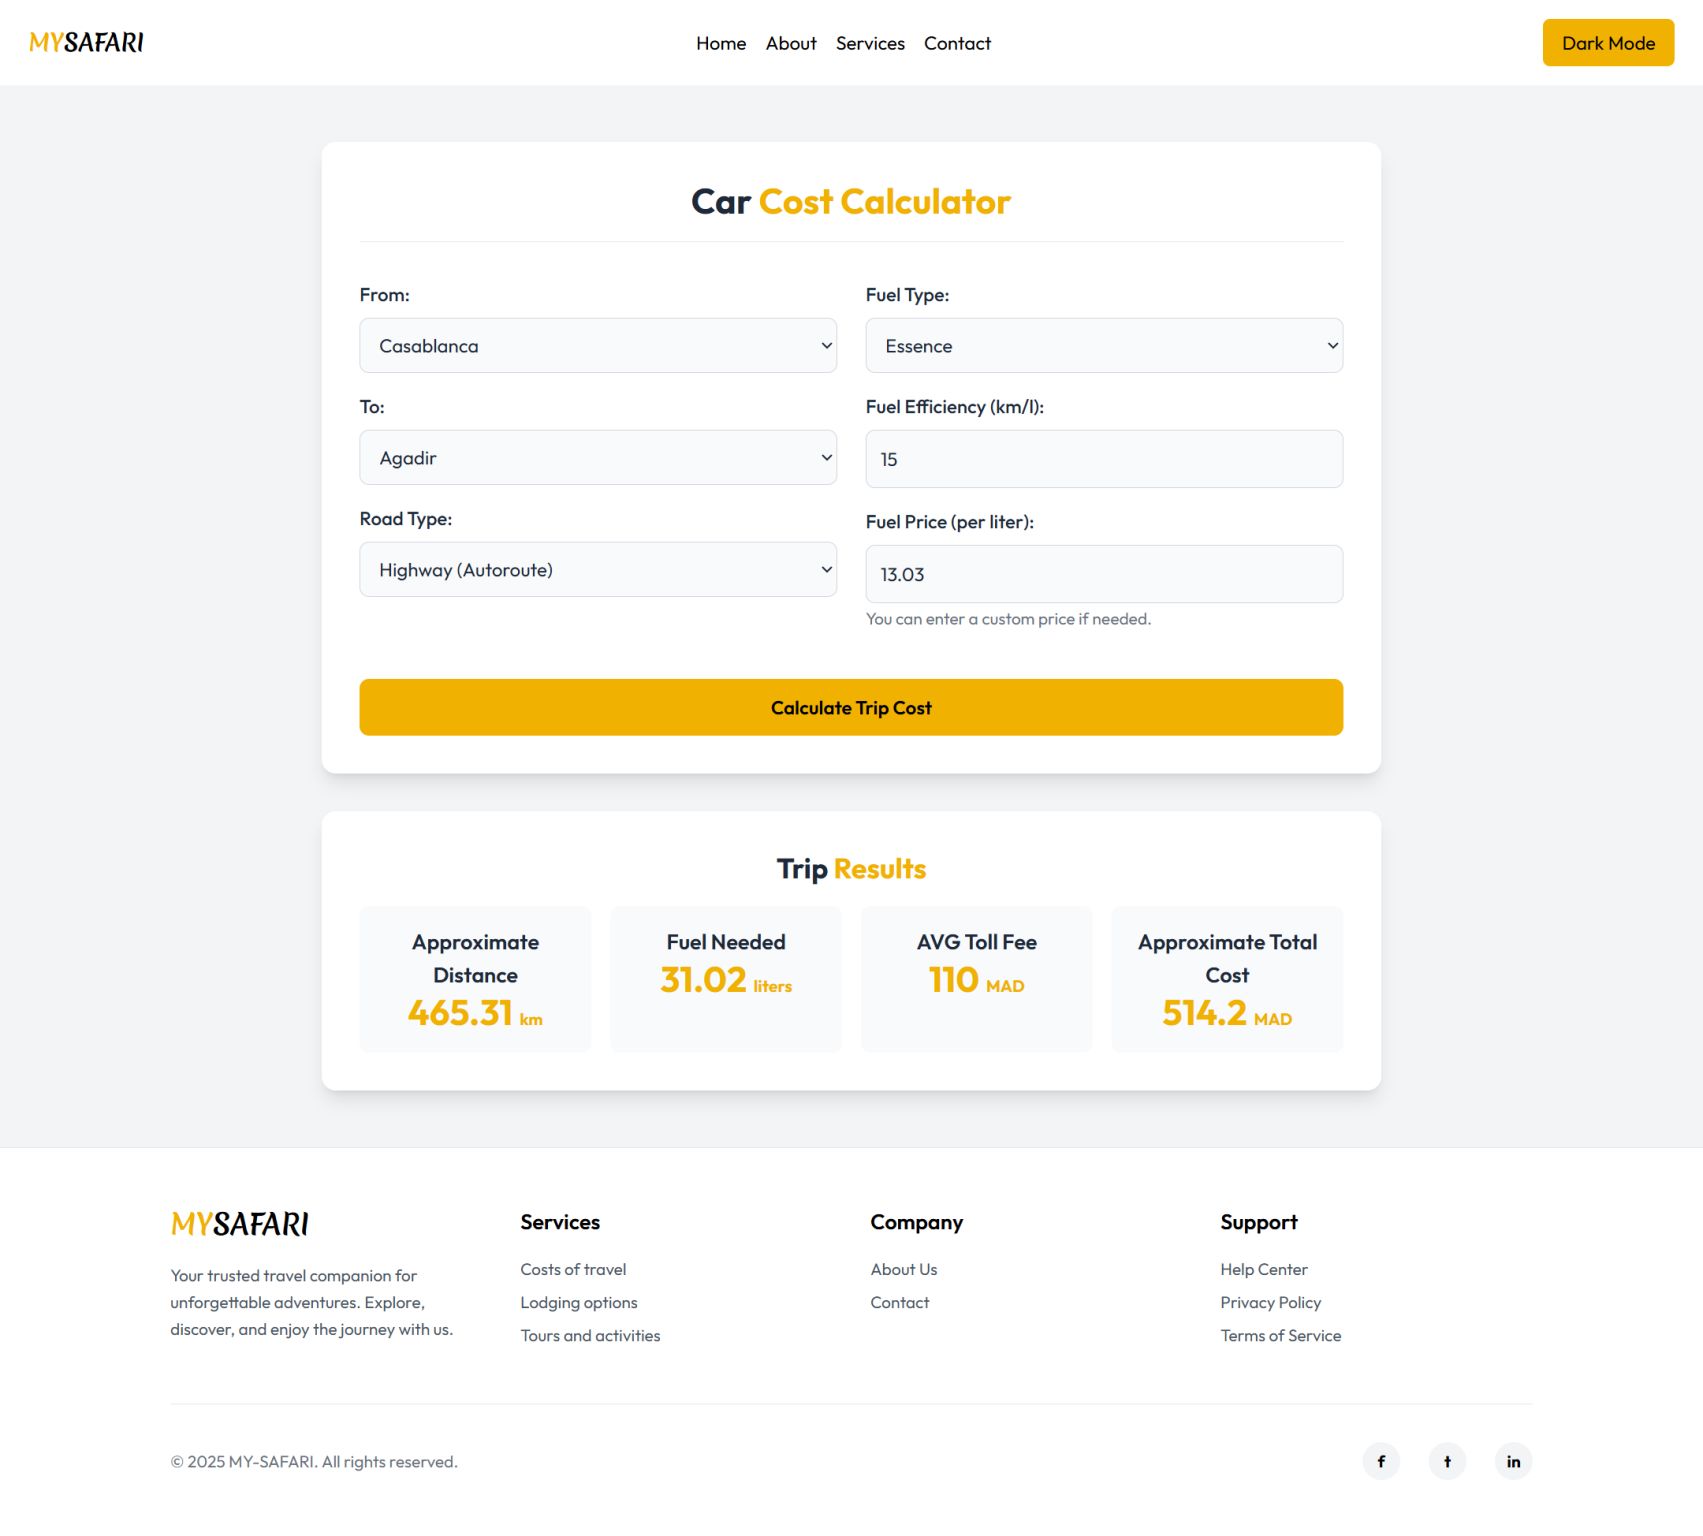 MYSAFARI
Home About Services Contact
Dark Mode
Car Cost Calculator
From:
Casablanca
To:
Agadir
Road Type:
Highway (Autoroute)
Fuel Type:
Essence
Fuel Efficiency (km/l):
15
Fuel Price (per liter):
13.03
You can enter a custom price if needed.
Calculate Trip Cost
Trip Results
Approximate
Distance
465.31 km
Fuel Needed
31.02 liters
AVG Toll Fee
110 MAD
Approximate Total
Cost
514.2 MAD
MYSAFARI
Your trusted travel companion for
unforgettable adventures. Explore,
discover, and enjoy the journey with us.
Services
Costs of travel
Lodging options
Tours and activities
Company
About Us
Contact
Support
Help Center
Privacy Policy
Terms of Service
© 2025 MY-SAFARI. All rights reserved.
f t in